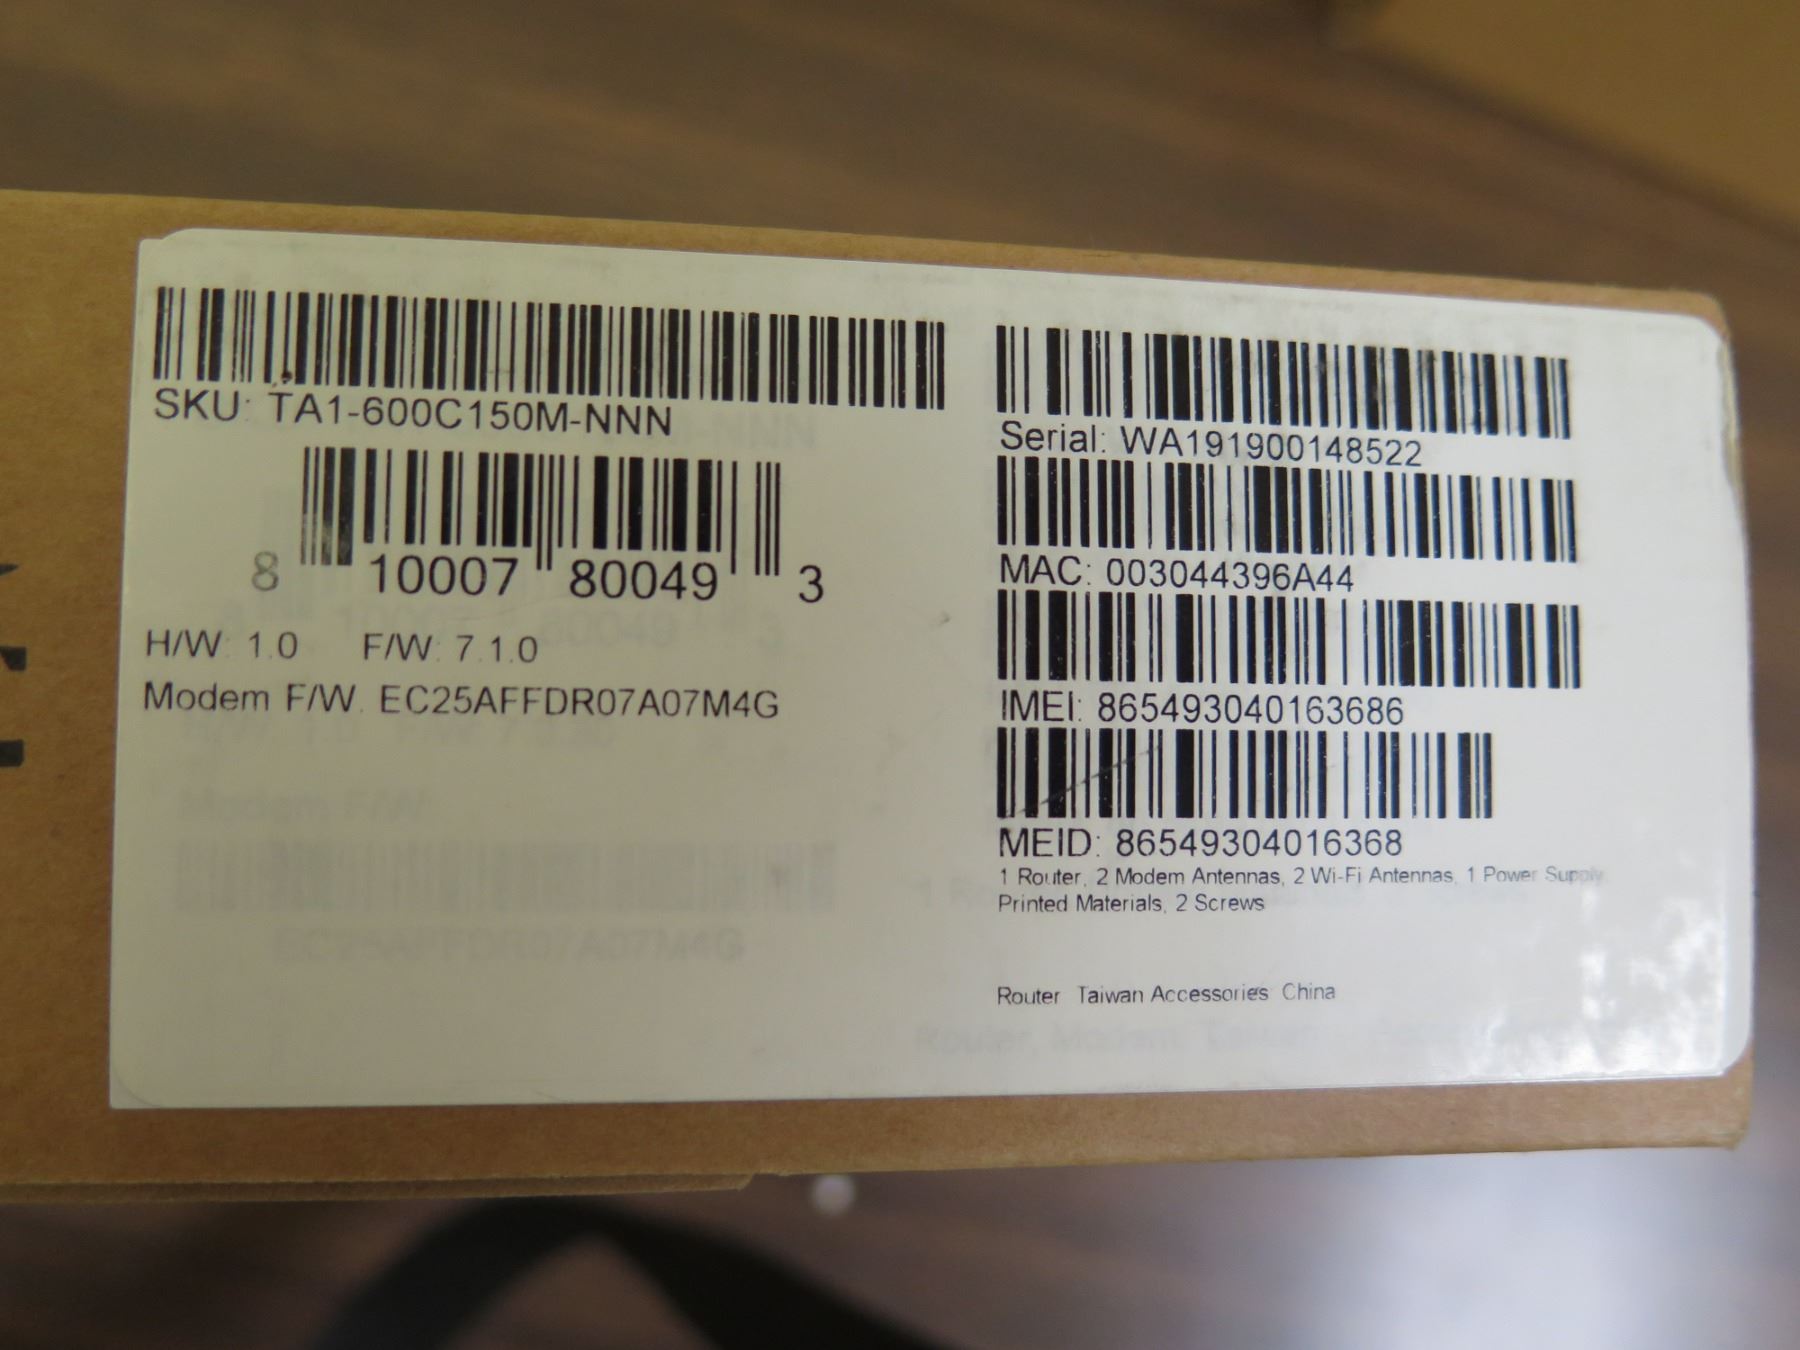 SKU: TA1-600C150M-NNN
8 10007 80049 3
H/W: 1.0 F/W: 7.1.0
Modem F/W: EC25AFFDR07A07M4G
Serial: WA191900148522
MAC: 003044396A44
IMEI: 865493040163686
MEID: 86549304016368
1 Router, 2 Modem Antennas, 2 Wi-Fi Antennas, 1 Power Supply
Printed Materials, 2 Screws
Router Taiwan Accessories China